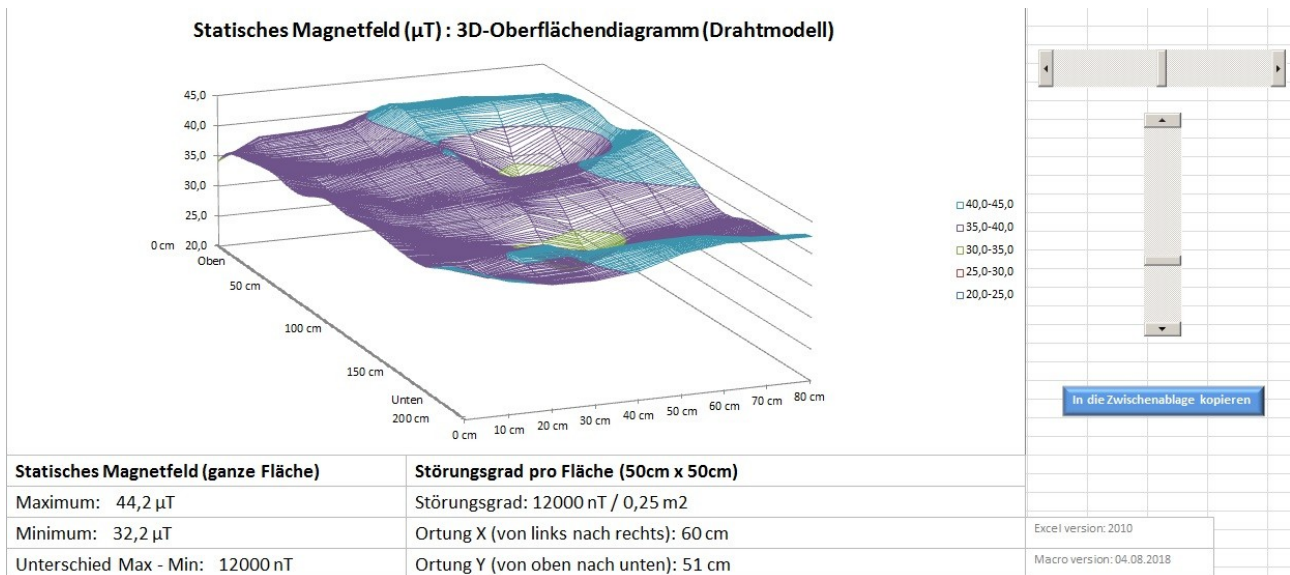 Statisches Magnetfeld (µT) : 3D-Oberflächendiagramm (Drahtmodell)
45,0
40,0
35,0
30,0
25,0
20,0
0 cm
Oben
50 cm
100 cm
150 cm
Unten
200 cm
0 cm
10 cm
20 cm
30 cm
40 cm
50 cm
60 cm
70 cm
80 cm
40,0-45,0
35,0-40,0
30,0-35,0
25,0-30,0
20,0-25,0
In die Zwischenablage kopieren
Statisches Magnetfeld (ganze Fläche)
Störungsgrad pro Fläche (50cm x 50cm)
Maximum: 44,2 µT
Störungsgrad: 12000 nT / 0,25 m2
Minimum: 32,2 µT
Ortung X (von links nach rechts): 60 cm
Unterschied Max - Min: 12000 nT
Ortung Y (von oben nach unten): 51 cm
Excel version: 2010
Macro version: 04.08.2018